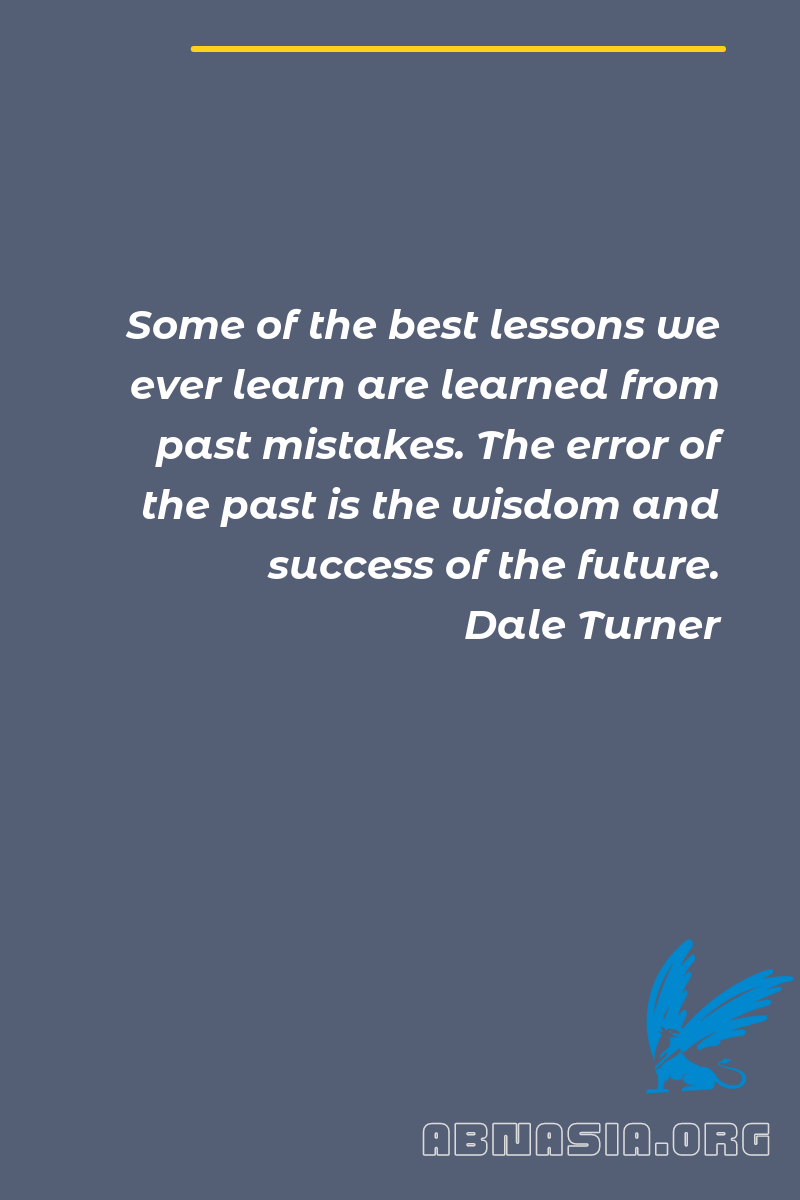 Some of the best lessons we
ever learn are learned from
past mistakes. The error of
the past is the wisdom and
success of the future.
Dale Turner
ABNASIA.ORG